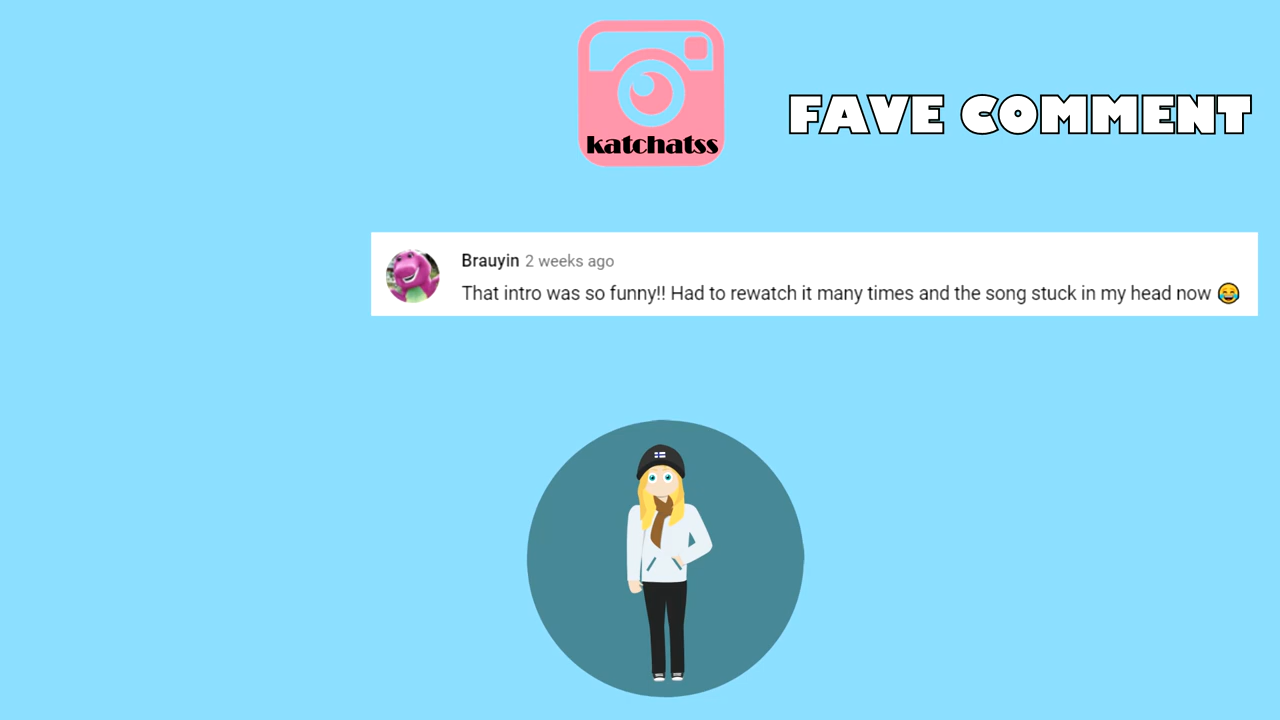 katchatss
FAVE COMMENT
Brauyin 2 weeks ago
That intro was so funny!! Had to rewatch it many times and the song stuck in my head now 😂